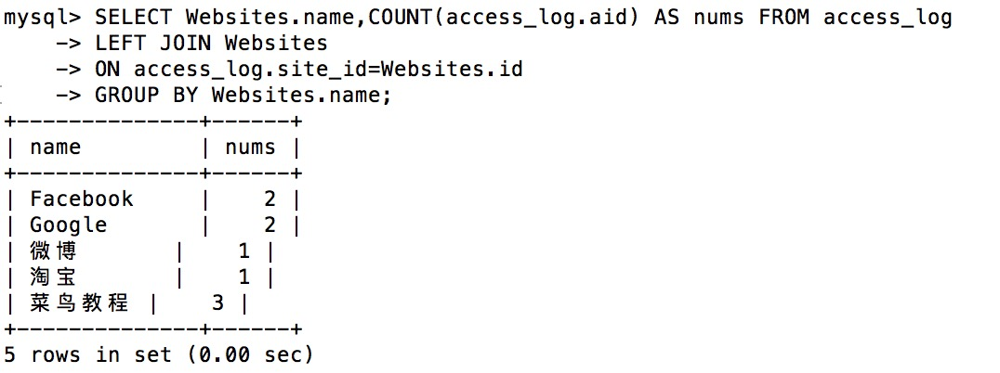 mysql> SELECT Websites.name,COUNT(access_log.aid) AS nums FROM access_log
    -> LEFT JOIN Websites
    -> ON access_log.site_id=Websites.id
    -> GROUP BY Websites.name;
+--------------+------+
| name         | nums |
+--------------+------+
| Facebook     |    2 |
| Google       |    2 |
| 微博       |    1 |
| 淘宝       |    1 |
| 菜鸟教程 |    3 |
+--------------+------+
5 rows in set (0.00 sec)